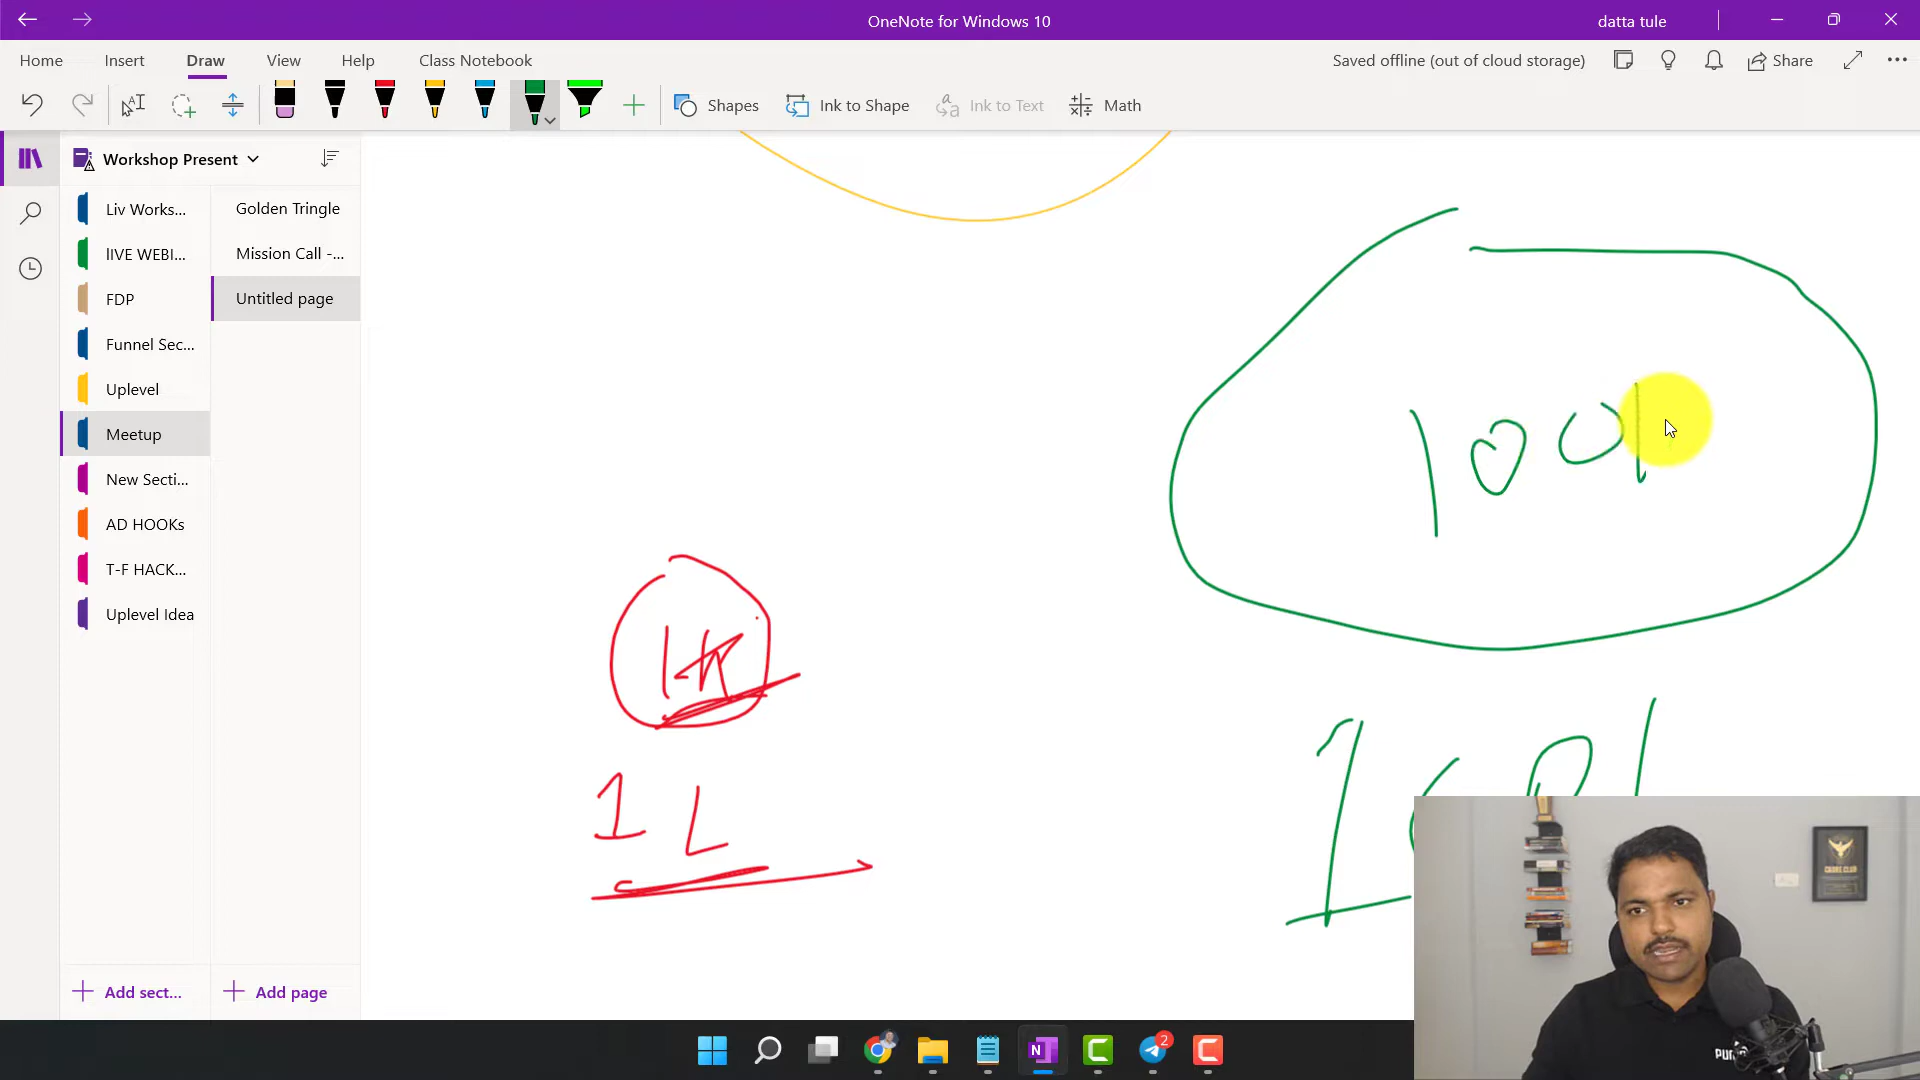 OneNote for Windows 10
datta tule
Home
Insert
Draw
View
Help
Class Notebook
Saved offline (out of cloud storage)
Share
Shapes
Ink to Shape
Ink to Text
Math
Workshop Present
Liv Works...
lIVE WEBI...
FDP
Funnel Sec...
Uplevel
Meetup
New Secti...
AD HOOKs
T-F HACK...
Uplevel Idea
Golden Tringle
Mission Call -...
Untitled page
1K
1 L
Add sect...
Add page
2